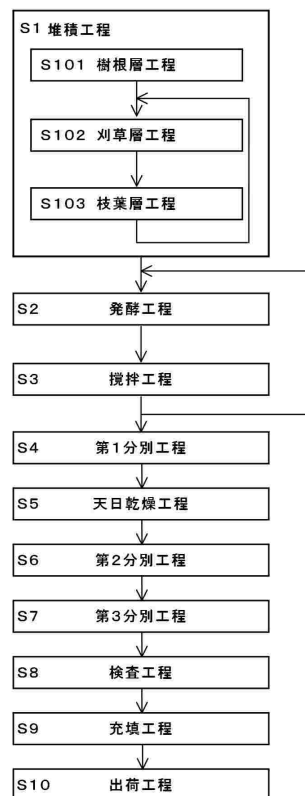 S1 堆積工程
S101 樹根層工程
S102 刈草層工程
S103 枝葉層工程
S2 発酵工程
S3 撹拌工程
S4 第1分別工程
S5 天日乾燥工程
S6 第2分別工程
S7 第3分別工程
S8 検査工程
S9 充填工程
S10 出荷工程